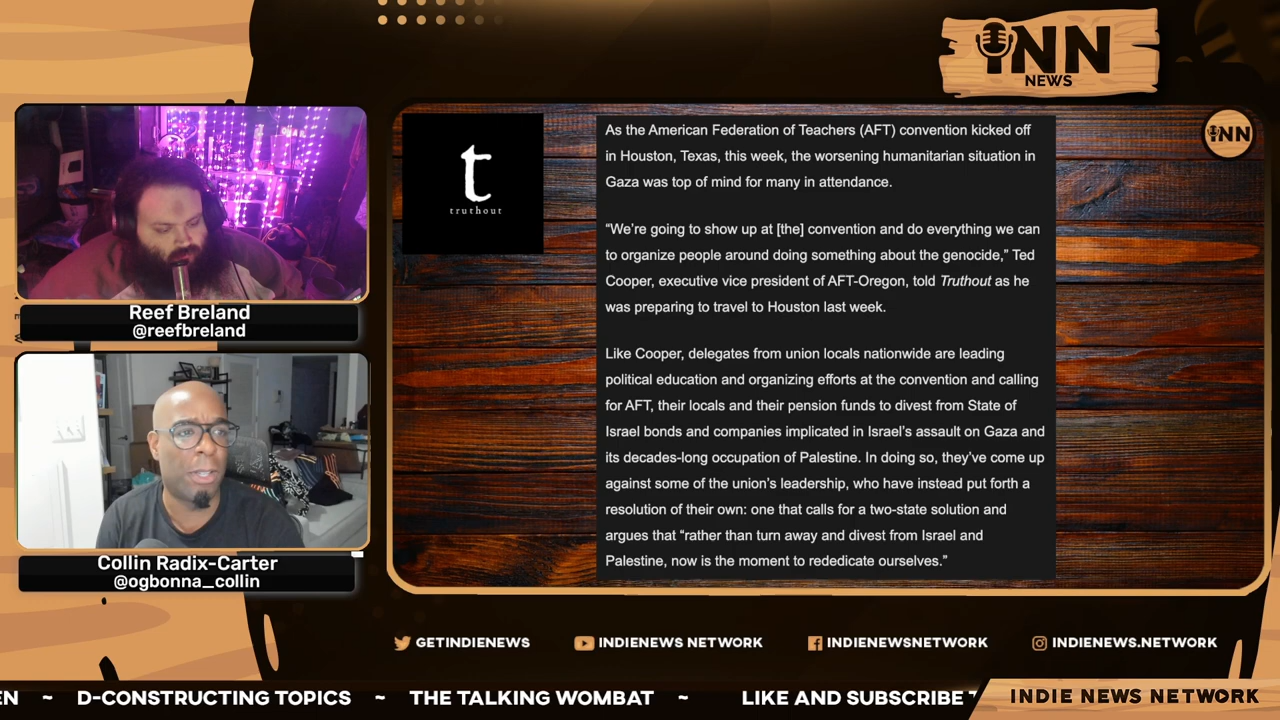 iNN
NEWS
iNN
t
truthout
As the American Federation of Teachers (AFT) convention kicked off
in Houston, Texas, this week, the worsening humanitarian situation in
Gaza was top of mind for many in attendance.
“We’re going to show up at [the] convention and do everything we can
to organize people around doing something about the genocide,” Ted
Cooper, executive vice president of AFT-Oregon, told Truthout as he
was preparing to travel to Houston last week.
Like Cooper, delegates from union locals nationwide are leading
political education and organizing efforts at the convention and calling
for AFT, their locals and their pension funds to divest from State of
Israel bonds and companies implicated in Israel’s assault on Gaza and
its decades-long occupation of Palestine. In doing so, they’ve come up
against some of the union’s leadership, who have instead put forth a
resolution of their own: one that calls for a two-state solution and
argues that “rather than turn away and divest from Israel and
Palestine, now is the moment to rededicate ourselves.”
Reef Breland
@reefbreland
Collin Radix-Carter
@ogbonna_collin
GETINDIENEWS
INDIENEWS NETWORK
INDIENEWSNETWORK
INDIENEWS.NETWORK
EN ~ D-CONSTRUCTING TOPICS ~ THE TALKING WOMBAT ~ LIKE AND SUBSCRIBE
INDIE NEWS NETWORK